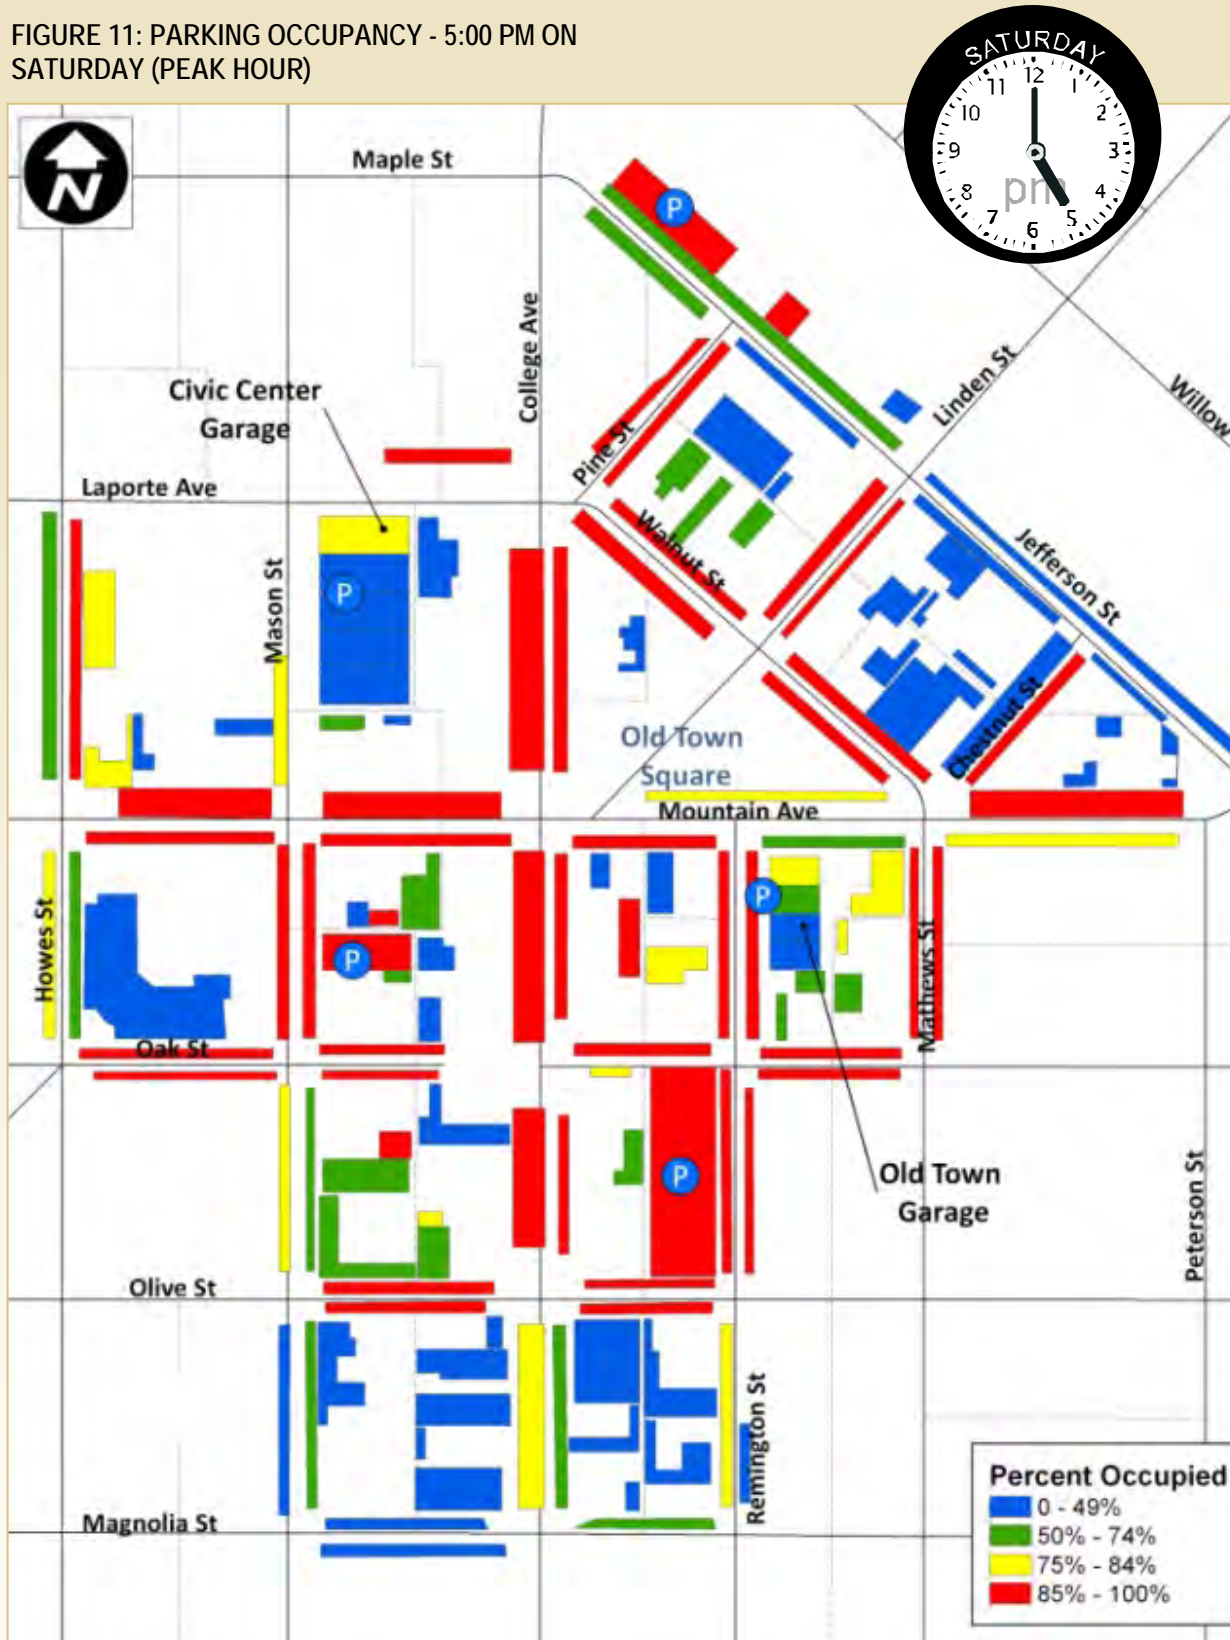 FIGURE 11: PARKING OCCUPANCY - 5:00 PM ON
SATURDAY (PEAK HOUR)
SATURDAY
12
1
2
3
4
5
6
7
8
9
10
11
pm
N
Maple St
P
College Ave
Linden St
Willow
Civic Center
Garage
Pine St
Laporte Ave
Walnut St
Jefferson St
Mason St
P
Chestnut St
Old Town
Square
Mountain Ave
Howes St
P
P
Mathews St
Oak St
P
Old Town
Garage
Peterson St
Olive St
Remington St
Magnolia St
Percent Occupied
0 - 49%
50% - 74%
75% - 84%
85% - 100%